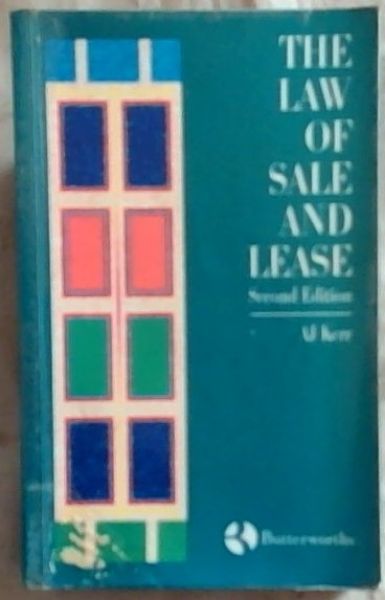 THE
LAW
OF
SALE
AND
LEASE
Second Edition
AJ Kerr
Butterworths